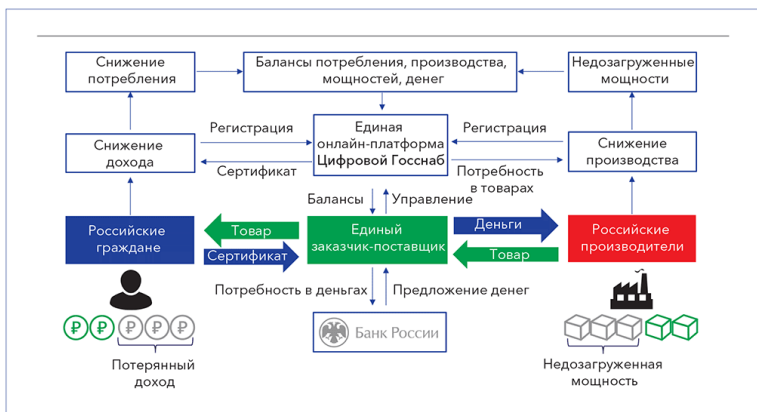 Снижение
потребления
Балансы потребления, производства,
мощностей, денег
Недозагруженные
мощности
Регистрация
Единая
онлайн-платформа
Цифровой Госснаб
Регистрация
Снижение
дохода
Снижение
производства
Сертификат
Потребность
в товарах
Балансы
Управление
Российские
граждане
Товар
Сертификат
Единый
заказчик-поставщик
Деньги
Товар
Российские
производители
Потребность в деньгах
Предложение денег
Банк России
₽ ₽ ₽ ₽ ₽
Потерянный
доход
Недозагруженная
мощность